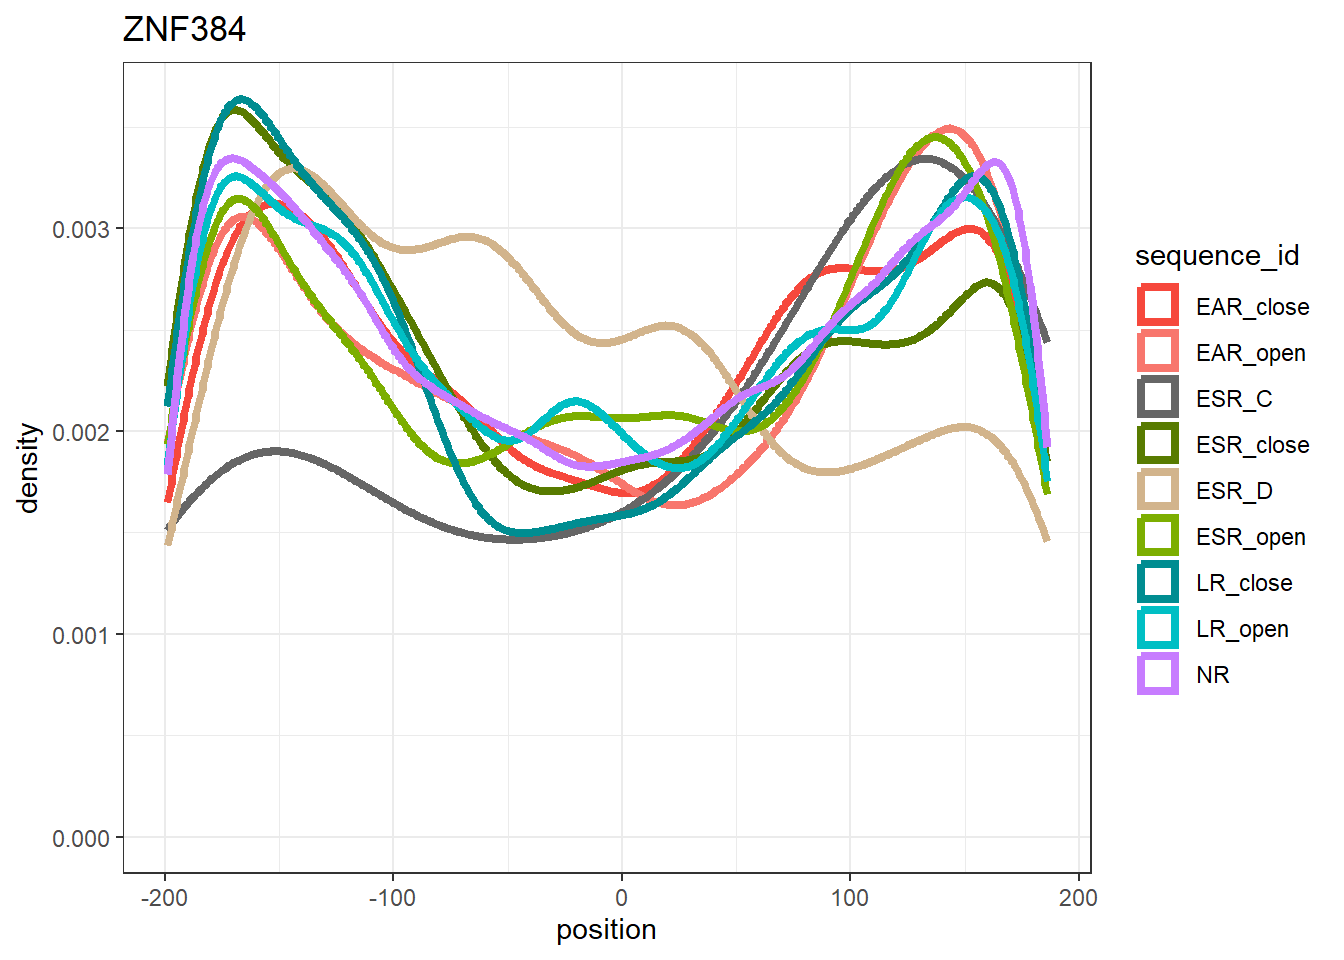 ZNF384
density
0.003
0.002
0.001
0.000
-200
-100
0
100
200
position
sequence_id
EAR_close
EAR_open
ESR_C
ESR_close
ESR_D
ESR_open
LR_close
LR_open
NR